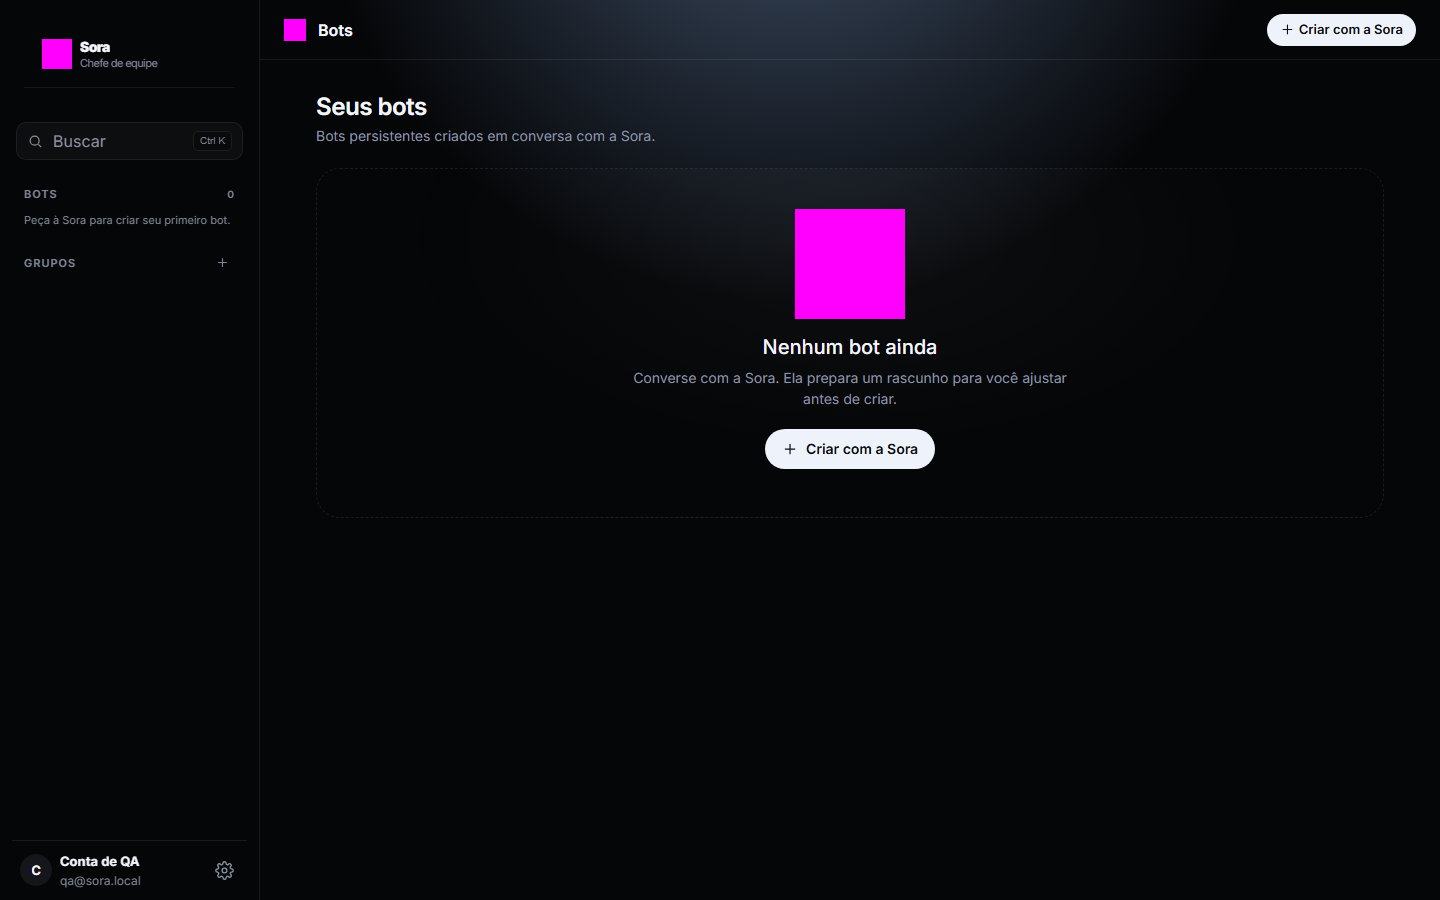 Sora
Chefe de equipe
Buscar
Ctrl K
BOTS
0
Peça à Sora para criar seu primeiro bot.
GRUPOS
Conta de QA
C
qa@sora.local
Bots
Criar com a Sora
Seus bots
Bots persistentes criados em conversa com a Sora.
Nenhum bot ainda
Converse com a Sora. Ela prepara um rascunho para você ajustar
antes de criar.
Criar com a Sora